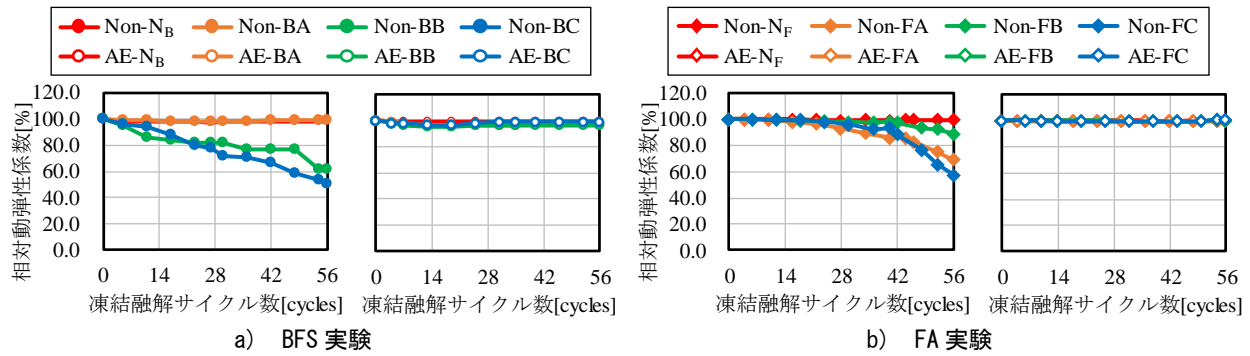 Non-N_B Non-BA Non-BB Non-BC
AE-N_B AE-BA AE-BB AE-BC
相対動弾性係数[%]
120.0
100.0
80.0
60.0
40.0
20.0
0.0
0 14 28 42 56
凍結融解サイクル数[cycles]
0 14 28 42 56
凍結融解サイクル数[cycles]
a) BFS 実験
Non-N_F Non-FA Non-FB Non-FC
AE-N_F AE-FA AE-FB AE-FC
相対動弾性係数[%]
120.0
100.0
80.0
60.0
40.0
20.0
0.0
0 14 28 42 56
凍結融解サイクル数[cycles]
0 14 28 42 56
凍結融解サイクル数[cycles]
b) FA 実験